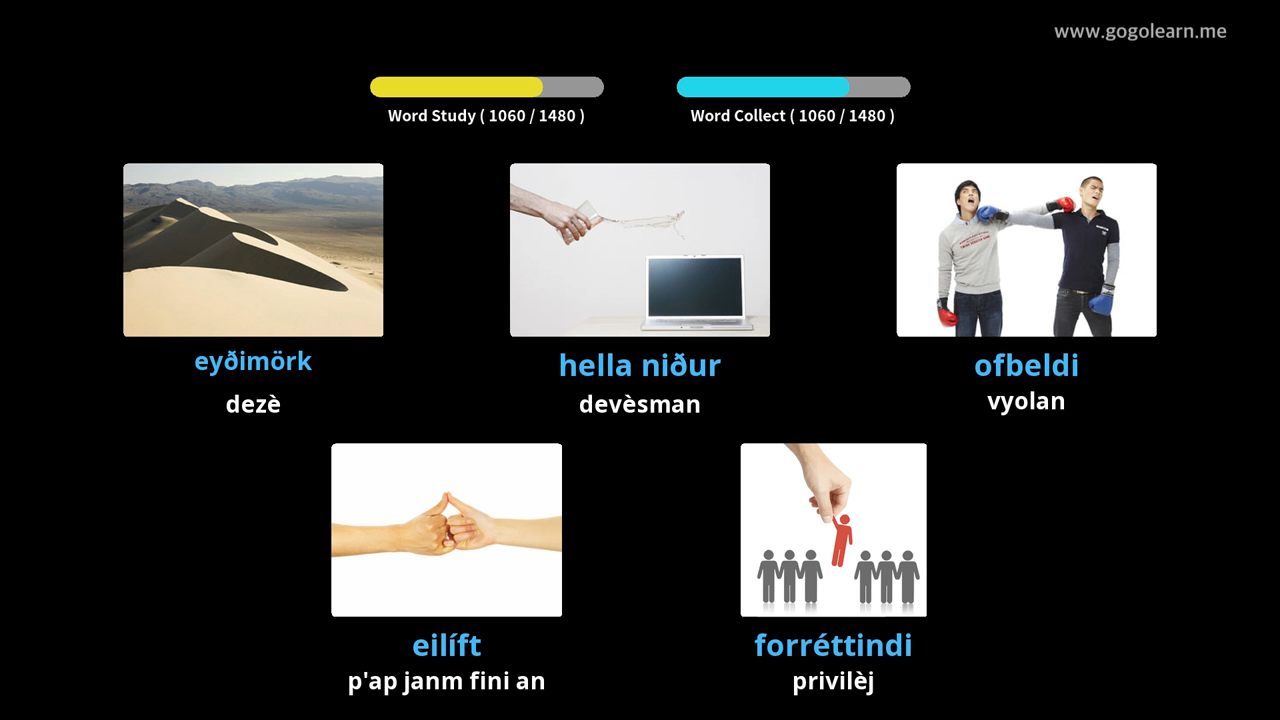 www.gogolearn.me
Word Study ( 1060 / 1480 )
Word Collect ( 1060 / 1480 )
eyðimörk
hella niður
ofbeldi
dezè
devèsman
vyolan
eilíft
forréttindi
p'ap janm fini an
privilèj